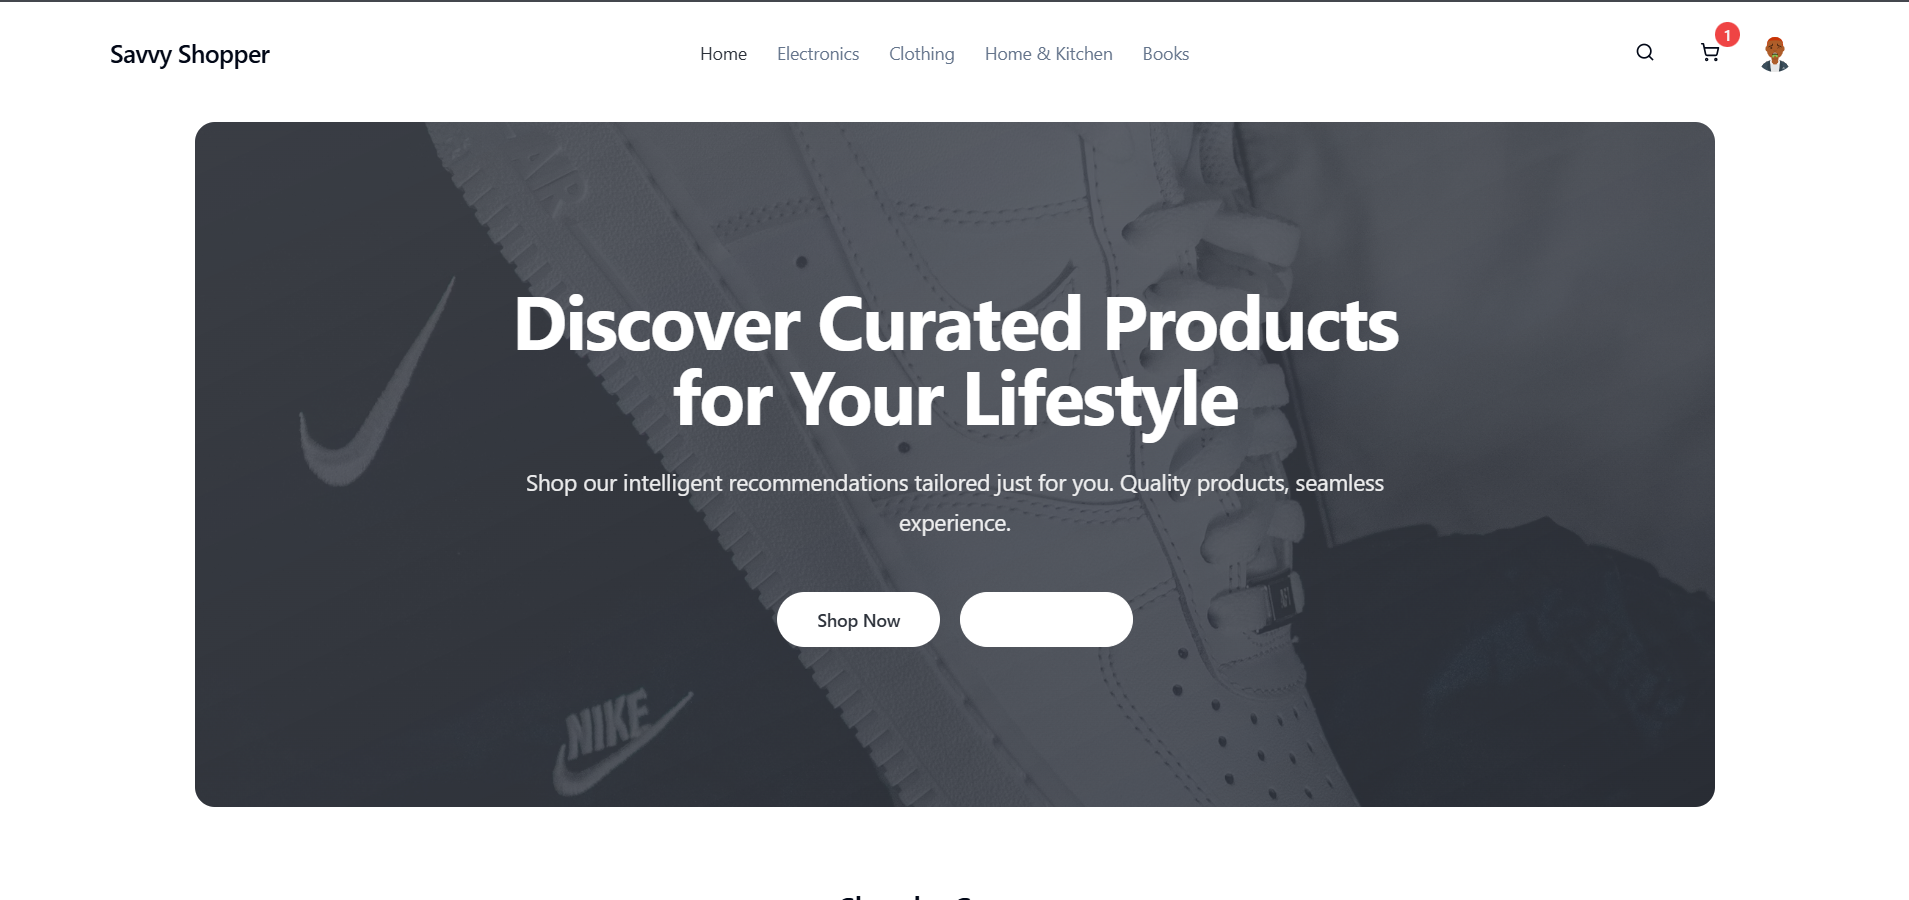 Savvy Shopper
Home Electronics Clothing Home & Kitchen Books
1
AIR
Discover Curated Products
for Your Lifestyle
Shop our intelligent recommendations tailored just for you. Quality products, seamless
experience.
Shop Now
NIKE